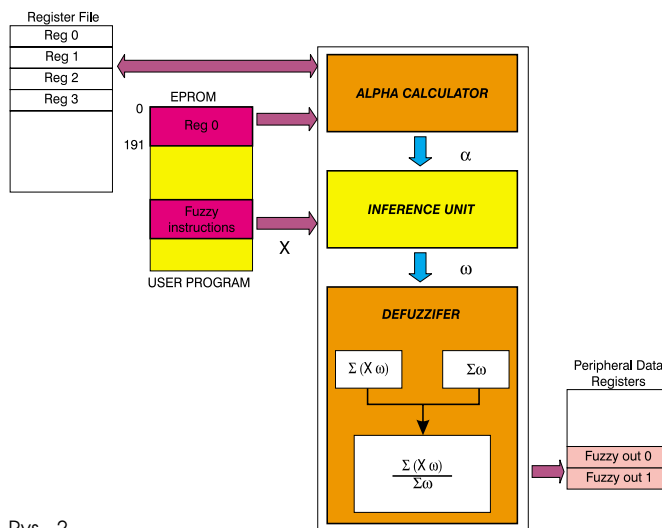 Register File
Reg 0
Reg 1
Reg 2
Reg 3
EPROM
0
Reg 0
191
Fuzzy
instructions
X
USER PROGRAM
ALPHA CALCULATOR
α
INFERENCE UNIT
ω
DEFUZZIFER
Σ (X ω)
Σω
Σ (X ω)
Σω
Peripheral Data
Registers
Fuzzy out 0
Fuzzy out 1